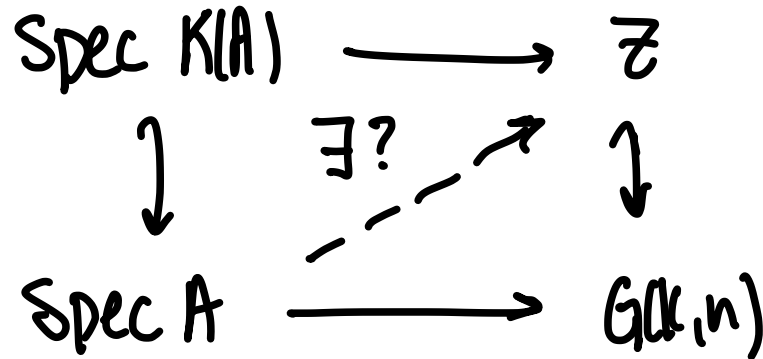 Spec K(A) Z
∃?
Spec A G(k,n)